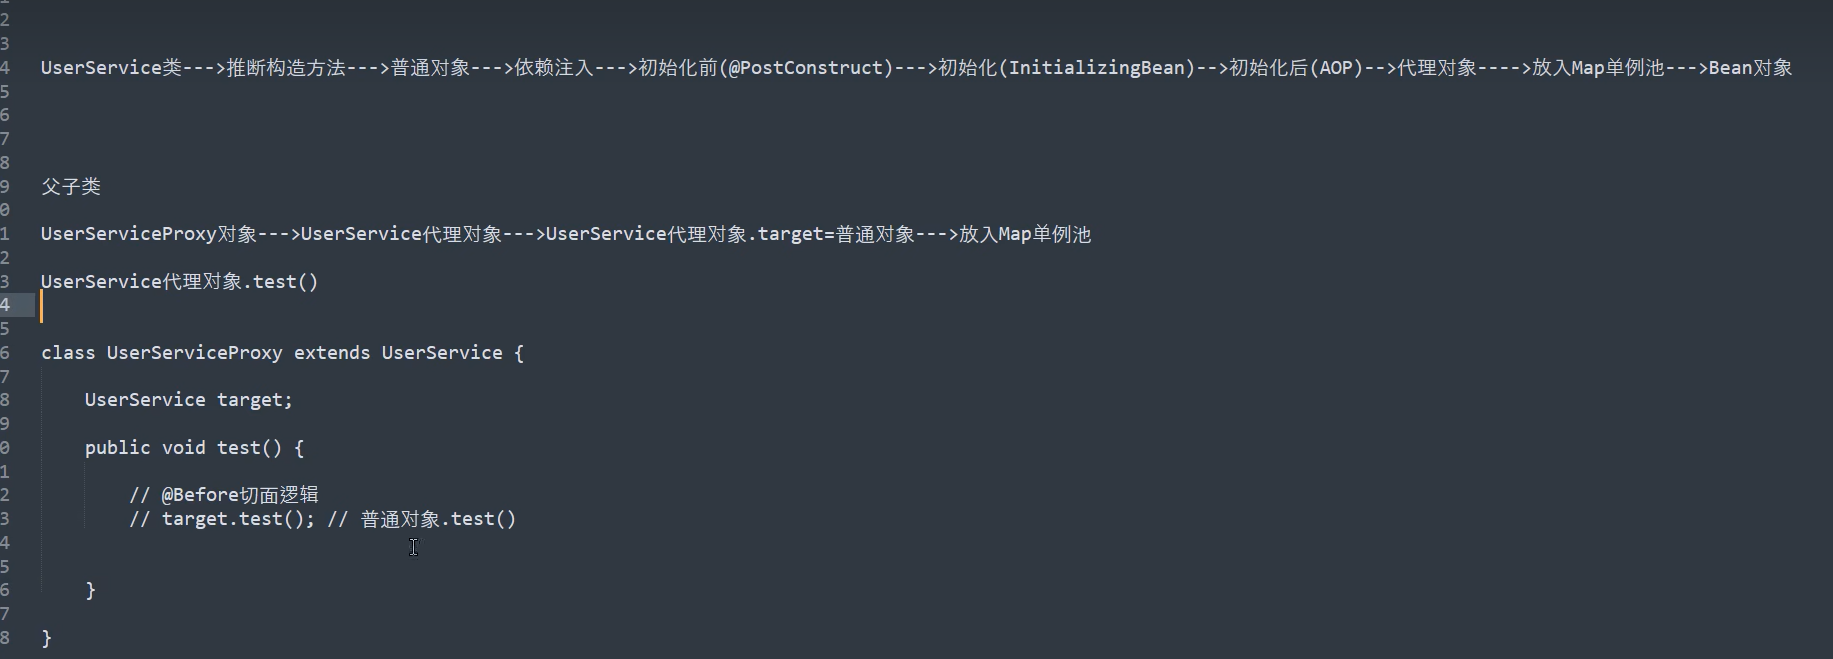 2
3
4 UserService类--->推断构造方法--->普通对象--->依赖注入--->初始化前(@PostConstruct)--->初始化(InitializingBean)-->初始化后(AOP)-->代理对象---->放入Map单例池--->Bean对象
5
6
7
8
9 父子类
0
1 UserServiceProxy对象--->UserService代理对象--->UserService代理对象.target=普通对象--->放入Map单例池
2
3 UserService代理对象.test()
4
5
6 class UserServiceProxy extends UserService {
7
8 UserService target;
9
0 public void test() {
1
2 // @Before切面逻辑
3 // target.test(); // 普通对象.test()
4
5
6 }
7
8 }